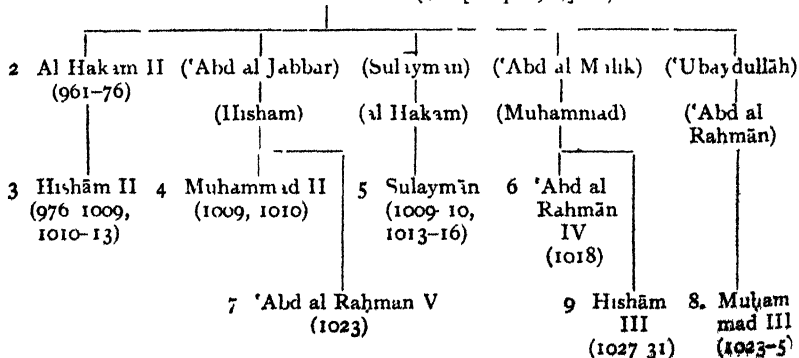 2 Al Hakam II ('Abd al Jabbar) (Sulaymān) ('Abd al Malik) ('Ubaydullāh)
(961–76)
(Hisham) (al Hakam) (Muhammad) ('Abd al
Rahmān)
3 Hishām II 4 Muhammad II 5 Sulaymān 6 'Abd al
(976 1009, (1009, 1010) (1009-10, Rahmān
1010-13) 1013–16) IV
(1018)
7 'Abd al Raḥman V 9 Hishām 8. Muḥam
(1023) III mad III
(1027 31) (1023–5)